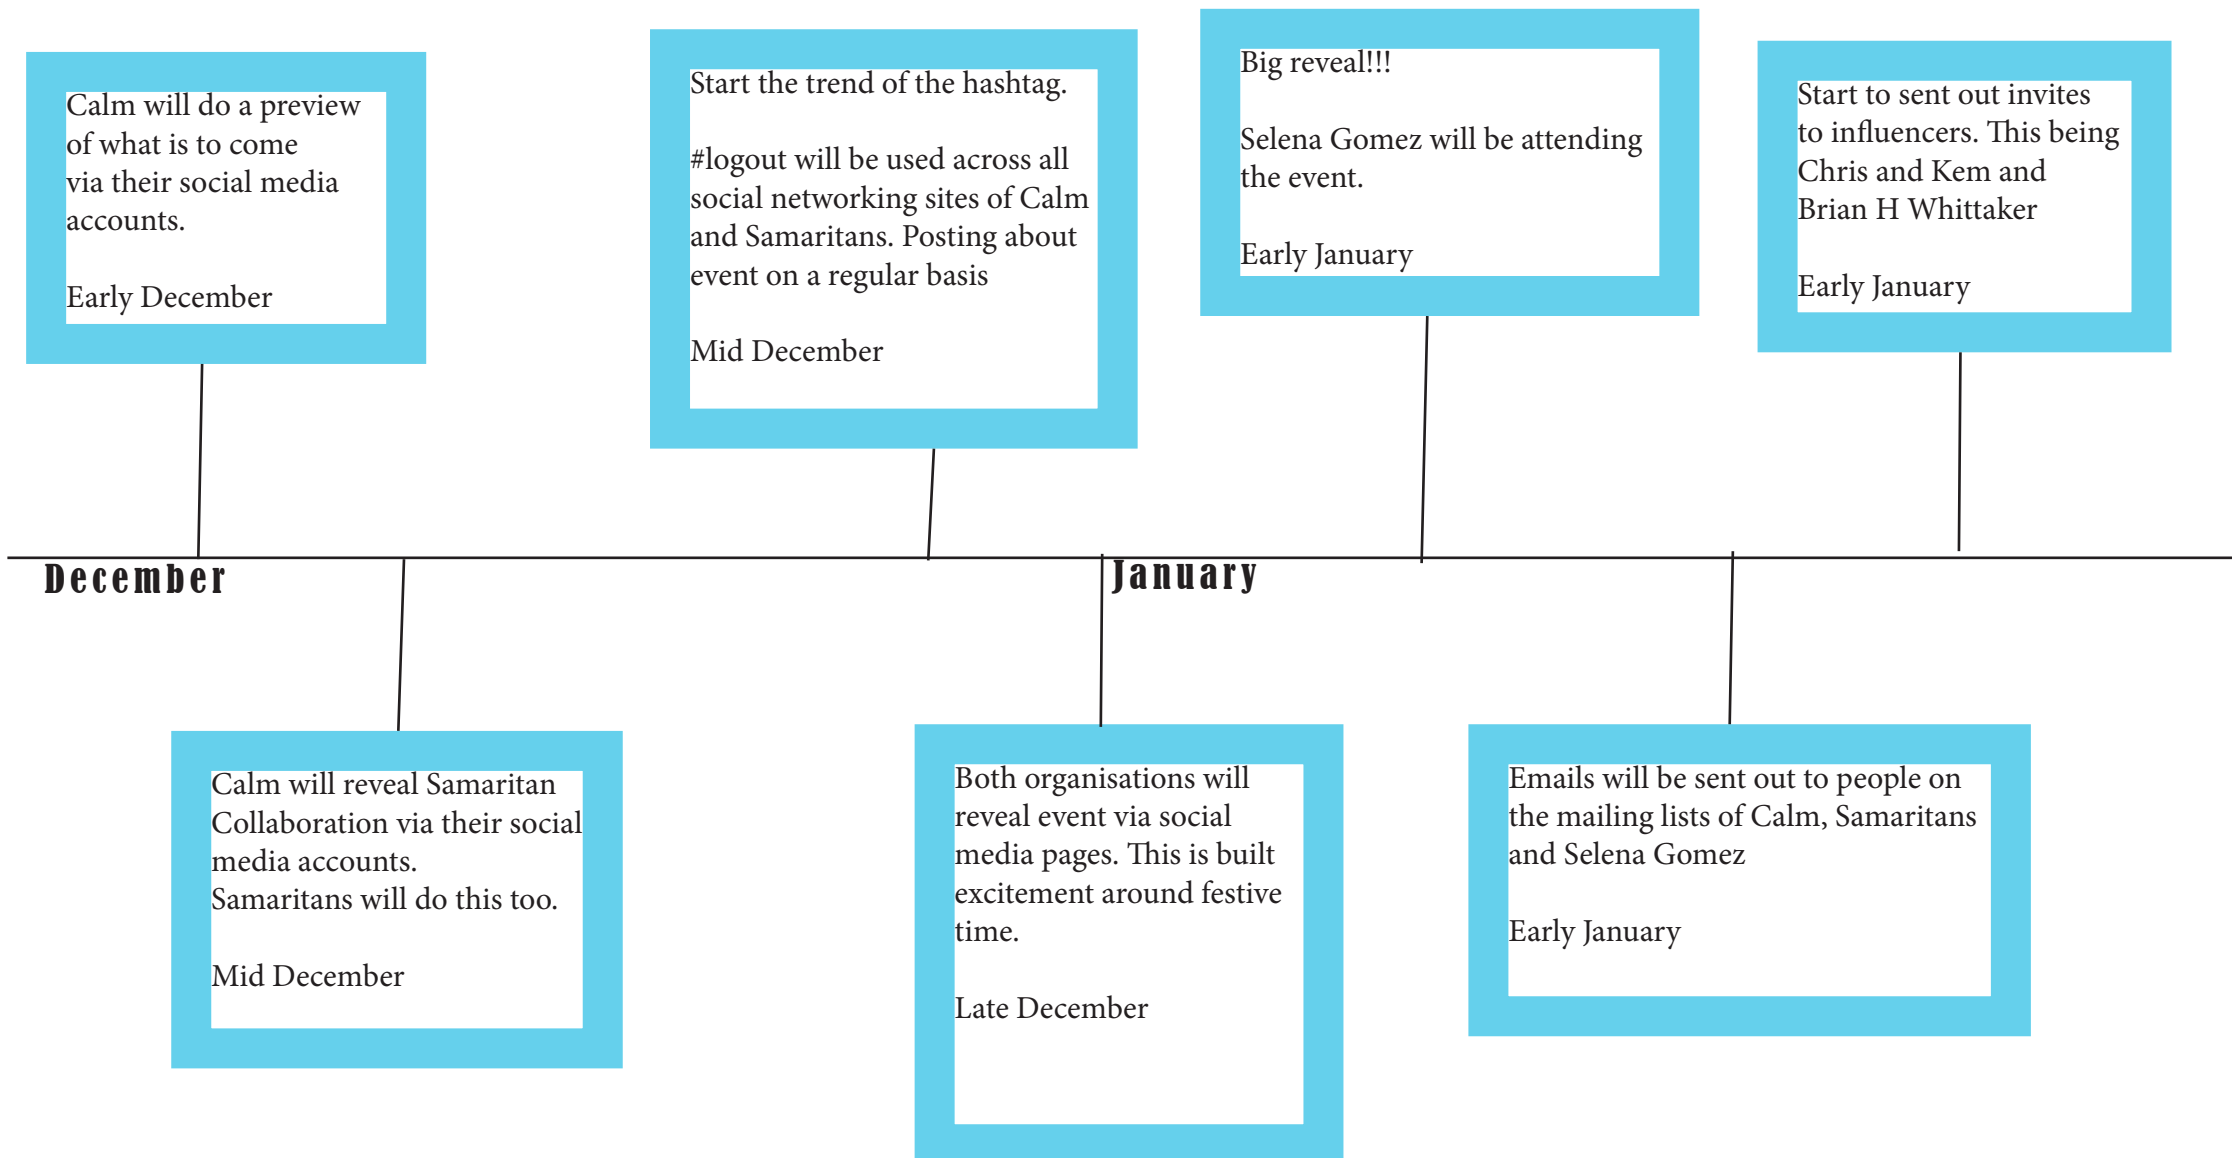 Calm will do a preview
of what is to come
via their social media
accounts.
Early December
Start the trend of the hashtag.
#logout will be used across all
social networking sites of Calm
and Samaritans. Posting about
event on a regular basis
Mid December
Big reveal!!!
Selena Gomez will be attending
the event.
Early January
Start to sent out invites
to influencers. This being
Chris and Kem and
Brian H Whittaker
Early January
December
January
Calm will reveal Samaritan
Collaboration via their social
media accounts.
Samaritans will do this too.
Mid December
Both organisations will
reveal event via social
media pages. This is built
excitement around festive
time.
Late December
Emails will be sent out to people on
the mailing lists of Calm, Samaritans
and Selena Gomez
Early January